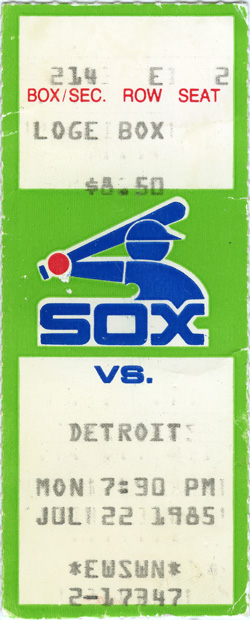 214 E 2
BOX/SEC. ROW SEAT
LOGE BOX
$8.50
SOX
VS.
DETROIT
MON 7:30 PM
JUL 22 1985
*EWSWN*
2-17347